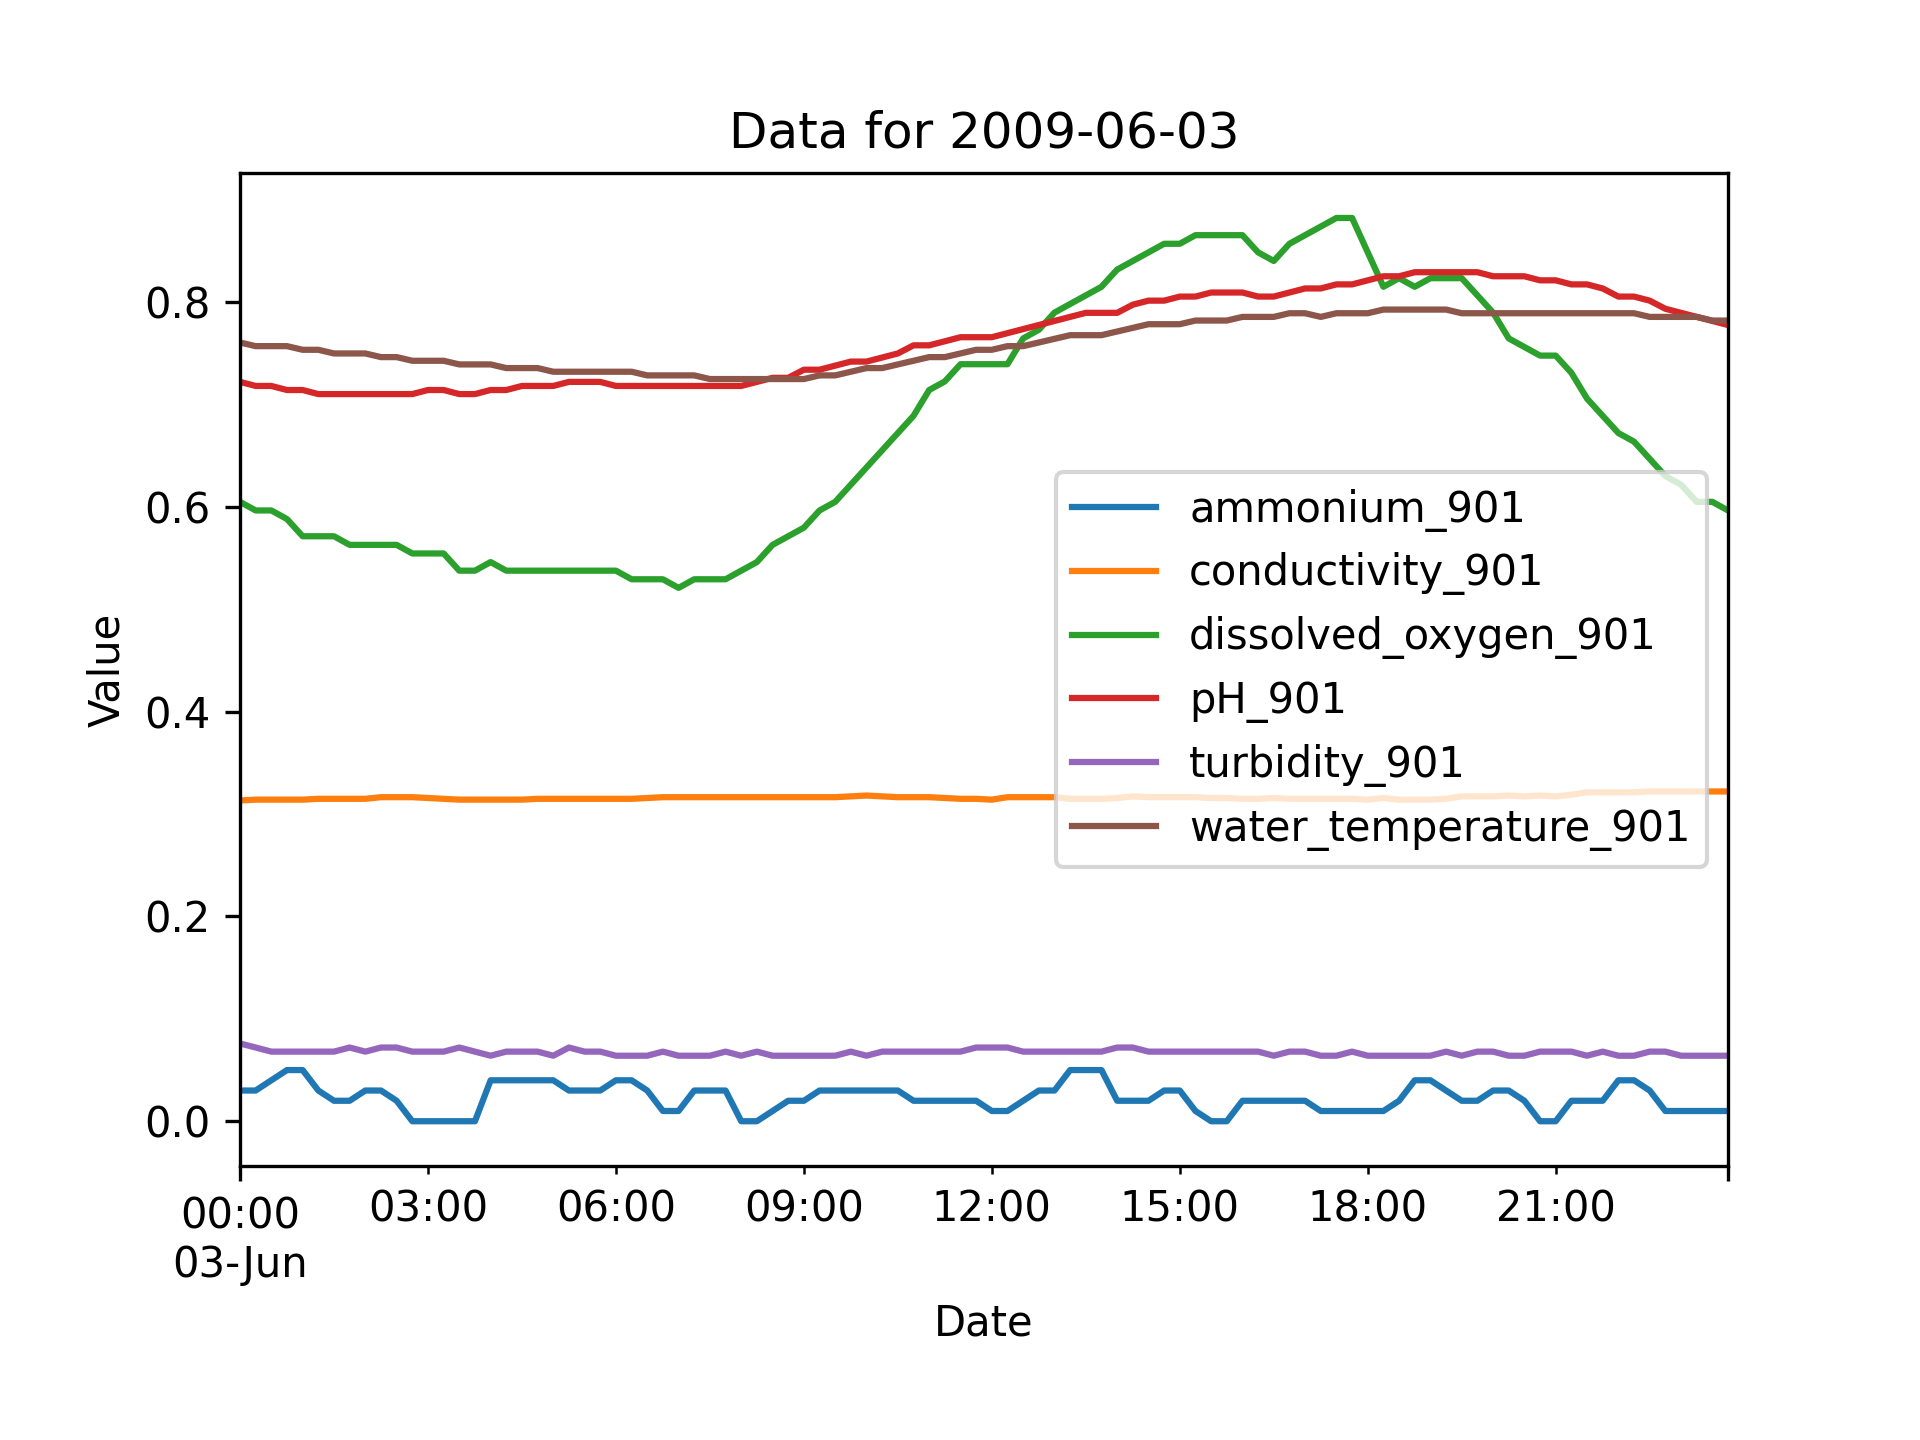 Data for 2009-06-03
Value
0.8
0.6
0.4
0.2
0.0
ammonium_901
conductivity_901
dissolved_oxygen_901
pH_901
turbidity_901
water_temperature_901
00:00 03:00 06:00 09:00 12:00 15:00 18:00 21:00
03-Jun
Date